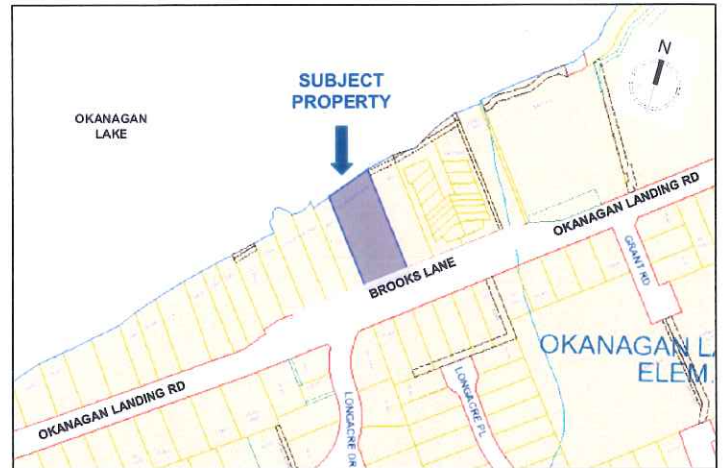 SUBJECT
PROPERTY
OKANAGAN
LAKE
N
OKANAGAN LANDING RD
BROOKS LANE
GRANT RD
OKANAGAN L
ELEM.
LONGACRE PL
LONGACRE DR
OKANAGAN LANDING RD